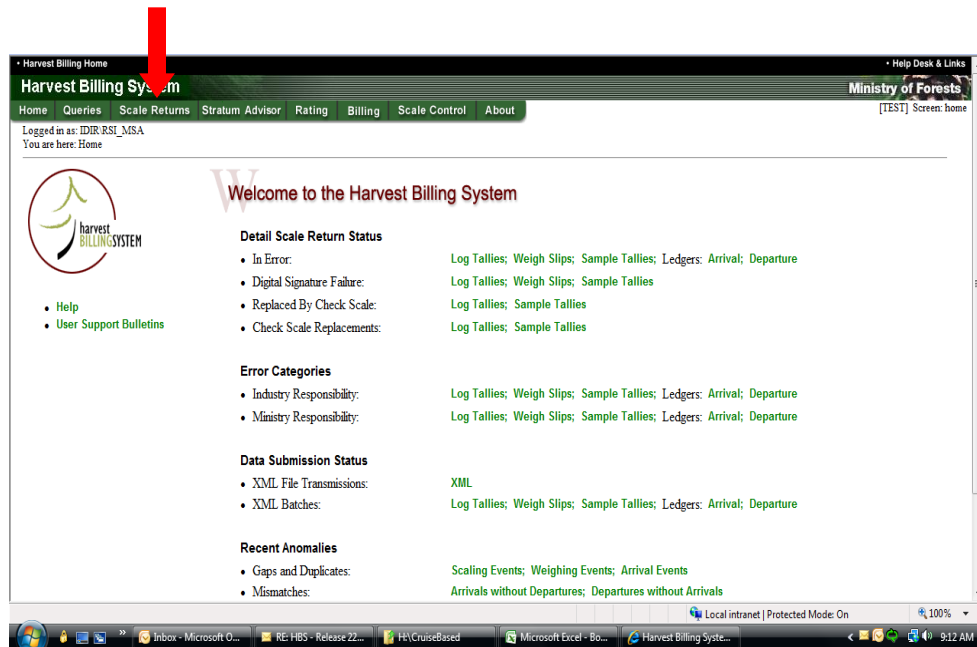 • Harvest Billing Home • Help Desk & Links
Harvest Billing System Ministry of Forests
Home Queries Scale Returns Stratum Advisor Rating Billing Scale Control About [TEST] Screen: home
Logged in as: IDIR\RSI_MSA
You are here: Home
harvest
BILLINGSYSTEM
• Help
• User Support Bulletins
W
Welcome to the Harvest Billing System
Detail Scale Return Status
• In Error: Log Tallies; Weigh Slips; Sample Tallies; Ledgers: Arrival; Departure
• Digital Signature Failure: Log Tallies; Weigh Slips; Sample Tallies
• Replaced By Check Scale: Log Tallies; Sample Tallies
• Check Scale Replacements: Log Tallies; Sample Tallies
Error Categories
• Industry Responsibility: Log Tallies; Weigh Slips; Sample Tallies; Ledgers: Arrival; Departure
• Ministry Responsibility: Log Tallies; Weigh Slips; Sample Tallies; Ledgers: Arrival; Departure
Data Submission Status
• XML File Transmissions: XML
• XML Batches: Log Tallies; Weigh Slips; Sample Tallies; Ledgers: Arrival; Departure
Recent Anomalies
• Gaps and Duplicates: Scaling Events; Weighing Events; Arrival Events
• Mismatches: Arrivals without Departures; Departures without Arrivals
Local intranet | Protected Mode: On 100%
Inbox - Microsoft O... RE: HBS - Release 22... H:\CruiseBased Microsoft Excel - Bo... Harvest Billing Syste... 9:12 AM